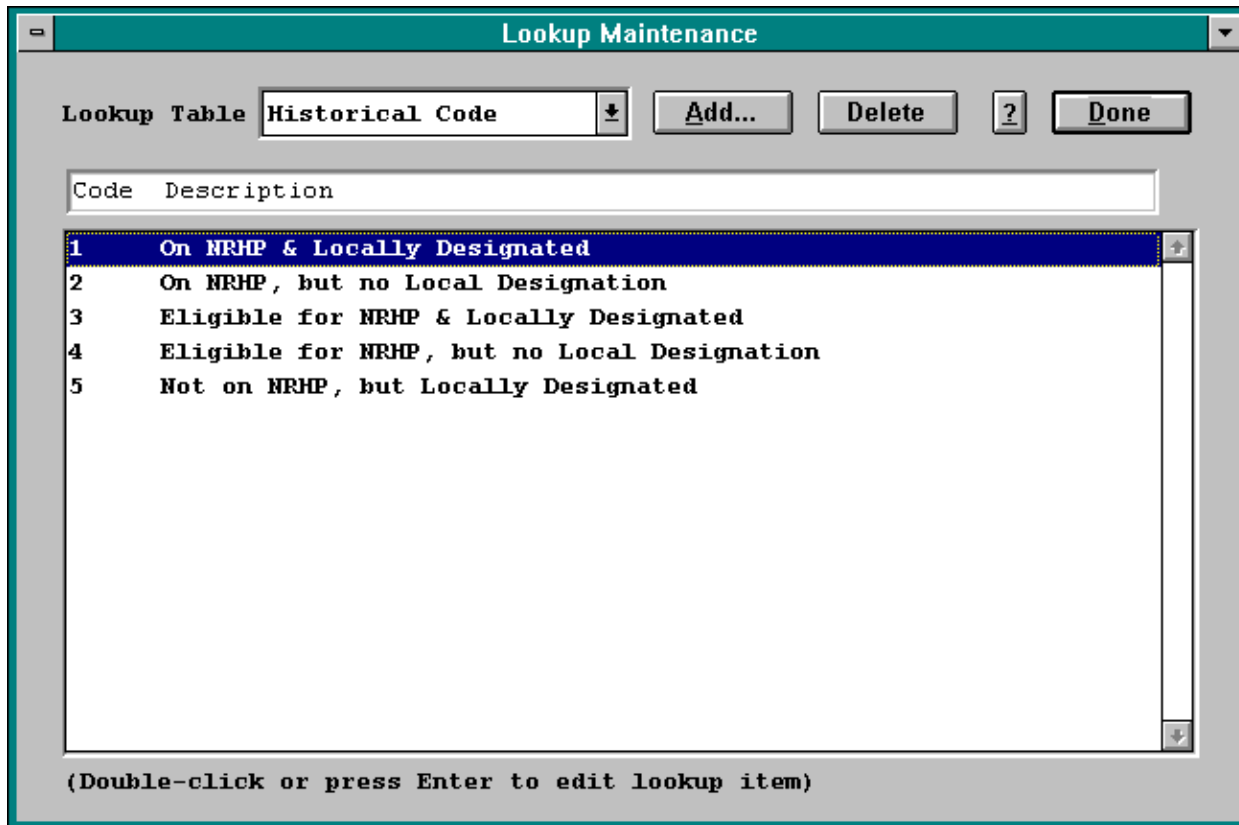 Lookup Maintenance
Lookup Table Historical Code Add... Delete ? Done
Code Description
1 On NRHP & Locally Designated
2 On NRHP, but no Local Designation
3 Eligible for NRHP & Locally Designated
4 Eligible for NRHP, but no Local Designation
5 Not on NRHP, but Locally Designated
(Double-click or press Enter to edit lookup item)